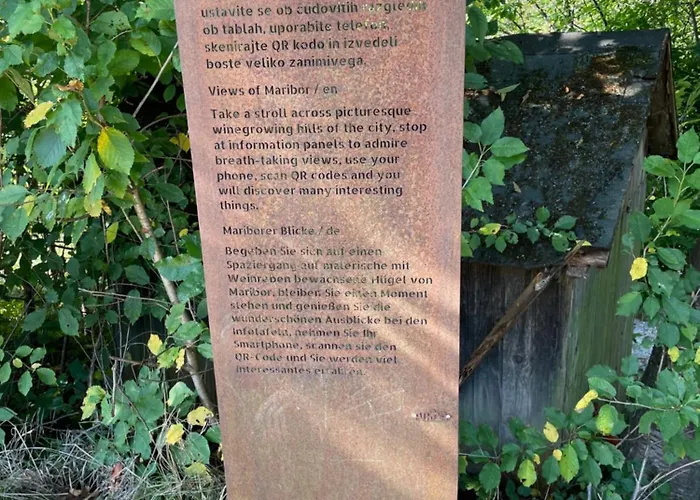 ustavite se ob čudovitih razgledih
ob tablah, uporabite telefon,
skenirajte QR kodo in izvedeli
boste veliko zanimivega.
Views of Maribor / en
Take a stroll across picturesque
winegrowing hills of the city, stop
at information panels to admire
breath-taking views, use your
phone, scan QR codes and you
will discover many interesting
things.
Mariborer Blicke / de
Begeben Sie sich auf einen
Spaziergang auf malerische mit
Weinreben bewachsene Hügel von
Maribor, bleiben Sie einen Moment
stehen und genießen Sie die
wunderschönen Ausblicke bei den
Infotafeln, nehmen Sie Ihr
Smartphone, scannen sie den
QR-Code und Sie werden viel
interessantes erfahren.